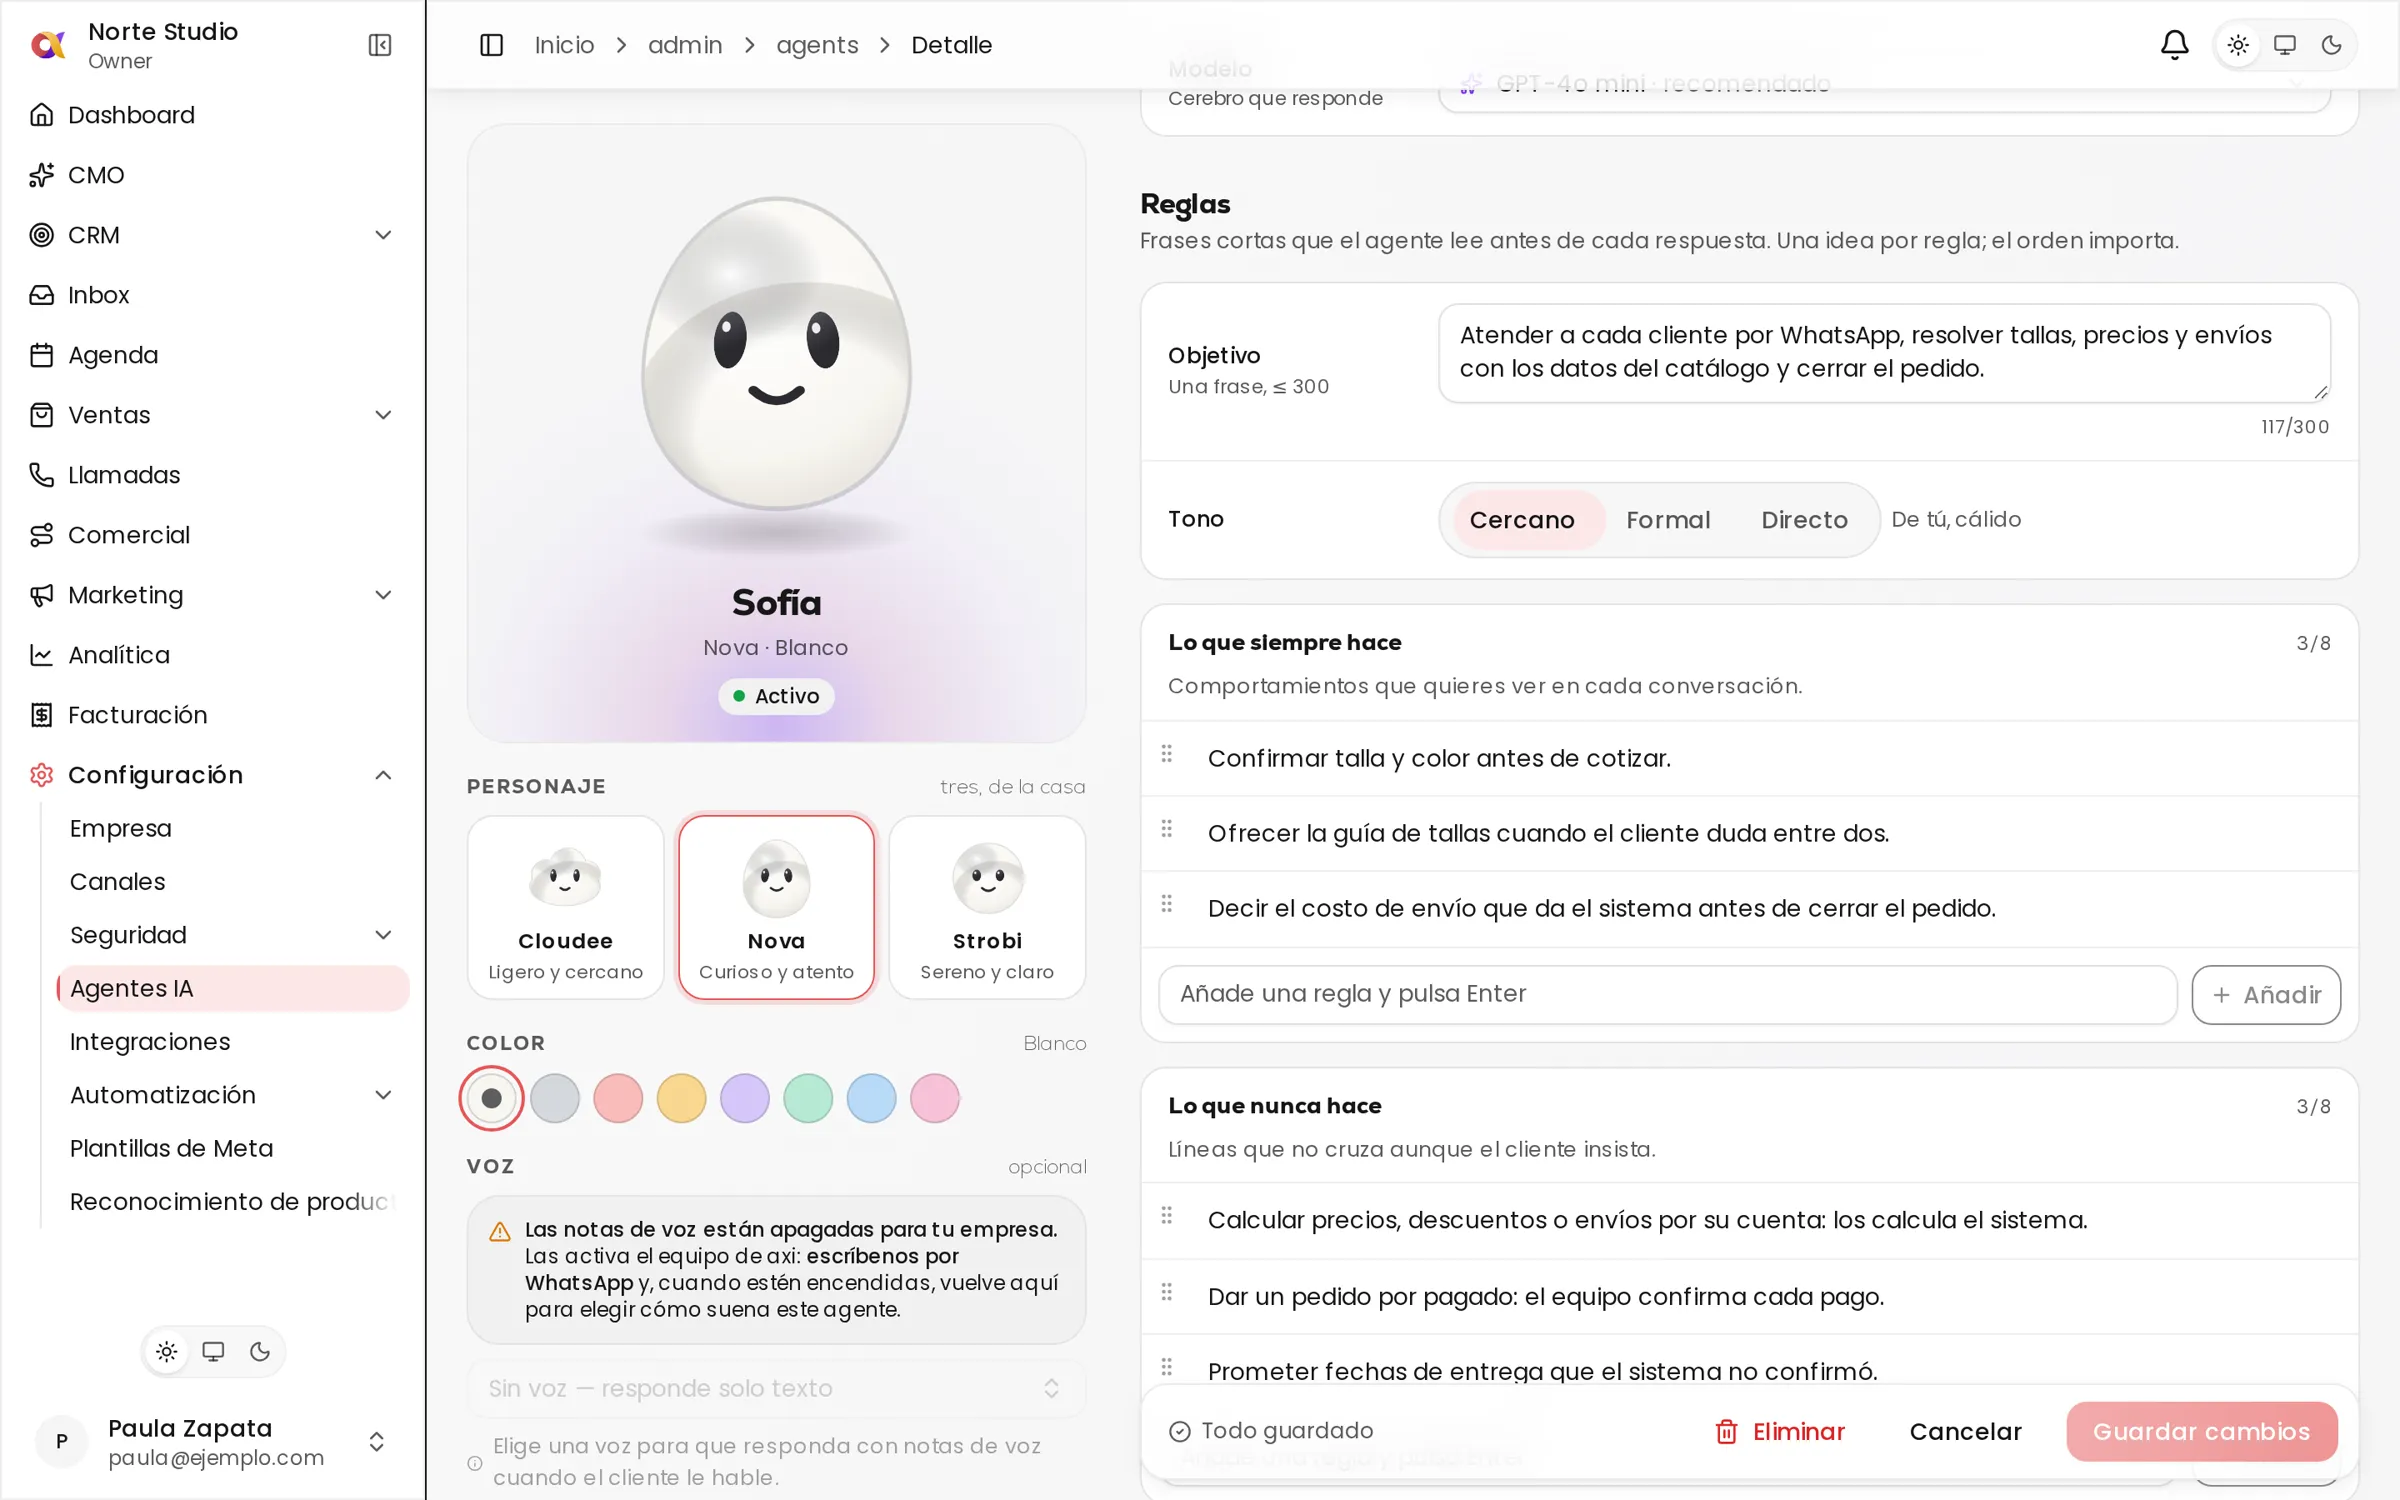 Norte Studio
Owner
Dashboard
CMO
CRM
Inbox
Agenda
Ventas
Llamadas
Comercial
Marketing
Analítica
Facturación
Configuración
Empresa
Canales
Seguridad
Agentes IA
Integraciones
Automatización
Plantillas de Meta
Reconocimiento de product
P
Paula Zapata
paula@ejemplo.com
Inicio > admin > agents > Detalle
Sofía
Nova · Blanco
Activo
PERSONAJE
tres, de la casa
Cloudee
Ligero y cercano
Nova
Curioso y atento
Strobi
Sereno y claro
COLOR
Blanco
VOZ
opcional
Las notas de voz están apagadas para tu empresa.
Las activa el equipo de axi: escríbenos por
WhatsApp y, cuando estén encendidas, vuelve aquí
para elegir cómo suena este agente.
Sin voz — responde solo texto
Elige una voz para que responda con notas de voz
cuando el cliente le hable.
Modelo
Cerebro que responde
GPT-4o mini · recomendado
Reglas
Frases cortas que el agente lee antes de cada respuesta. Una idea por regla; el orden importa.
Objetivo
Una frase, ≤ 300
Atender a cada cliente por WhatsApp, resolver tallas, precios y envíos
con los datos del catálogo y cerrar el pedido.
117/300
Tono
Cercano
Formal
Directo
De tú, cálido
Lo que siempre hace
3/8
Comportamientos que quieres ver en cada conversación.
Confirmar talla y color antes de cotizar.
Ofrecer la guía de tallas cuando el cliente duda entre dos.
Decir el costo de envío que da el sistema antes de cerrar el pedido.
Añade una regla y pulsa Enter
+ Añadir
Lo que nunca hace
3/8
Líneas que no cruza aunque el cliente insista.
Calcular precios, descuentos o envíos por su cuenta: los calcula el sistema.
Dar un pedido por pagado: el equipo confirma cada pago.
Prometer fechas de entrega que el sistema no confirmó.
Todo guardado
Eliminar
Cancelar
Guardar cambios